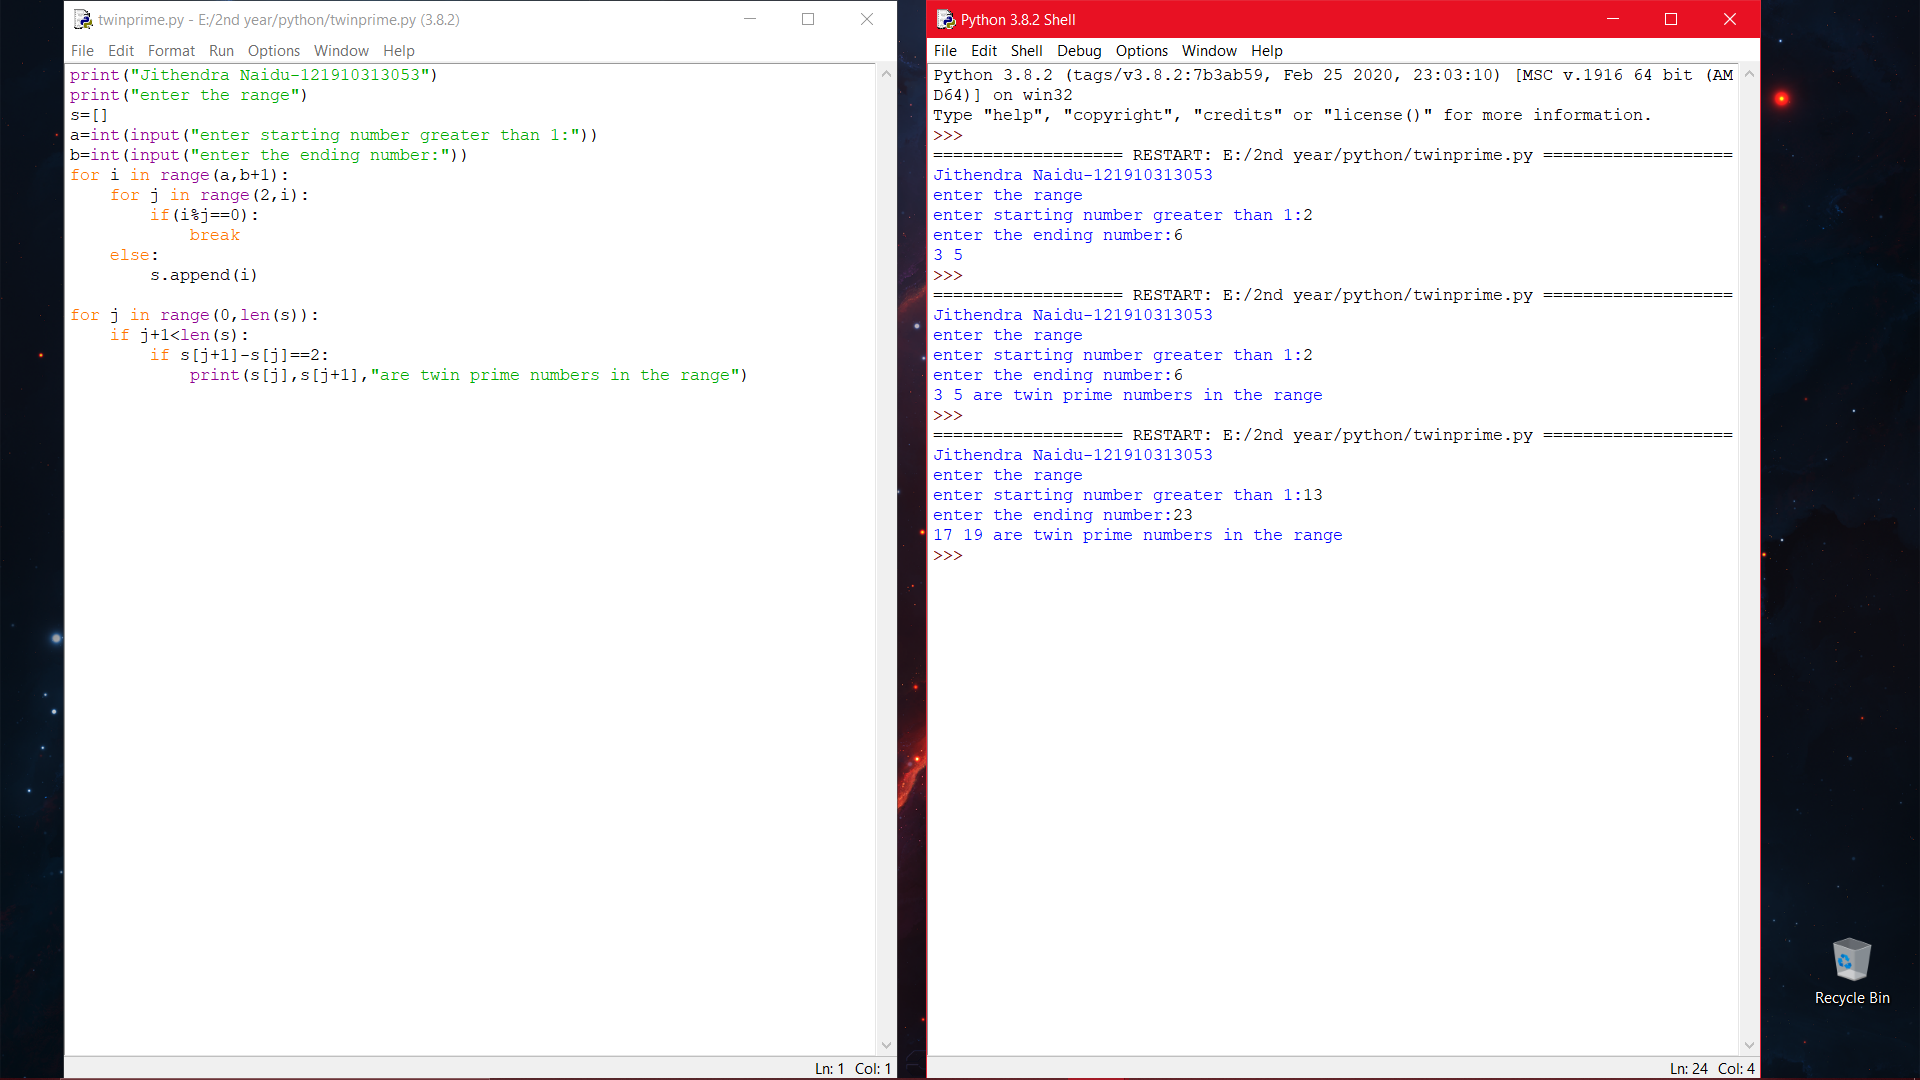 twinprime.py - E:/2nd year/python/twinprime.py (3.8.2)
File Edit Format Run Options Window Help
print("Jithendra Naidu-121910313053")
print("enter the range")
s=[]
a=int(input("enter starting number greater than 1:"))
b=int(input("enter the ending number:"))
for i in range(a,b+1):
    for j in range(2,i):
        if(i%j==0):
            break
    else:
        s.append(i)

for j in range(0,len(s)):
    if j+1<len(s):
        if s[j+1]-s[j]==2:
            print(s[j],s[j+1],"are twin prime numbers in the range")
Ln: 1 Col: 1
Python 3.8.2 Shell
File Edit Shell Debug Options Window Help
Python 3.8.2 (tags/v3.8.2:7b3ab59, Feb 25 2020, 23:03:10) [MSC v.1916 64 bit (AM
D64)] on win32
Type "help", "copyright", "credits" or "license()" for more information.
>>>
=================== RESTART: E:/2nd year/python/twinprime.py ===================
Jithendra Naidu-121910313053
enter the range
enter starting number greater than 1:2
enter the ending number:6
3 5
>>>
=================== RESTART: E:/2nd year/python/twinprime.py ===================
Jithendra Naidu-121910313053
enter the range
enter starting number greater than 1:2
enter the ending number:6
3 5 are twin prime numbers in the range
>>>
=================== RESTART: E:/2nd year/python/twinprime.py ===================
Jithendra Naidu-121910313053
enter the range
enter starting number greater than 1:13
enter the ending number:23
17 19 are twin prime numbers in the range
>>>
Ln: 24 Col: 4
Recycle Bin